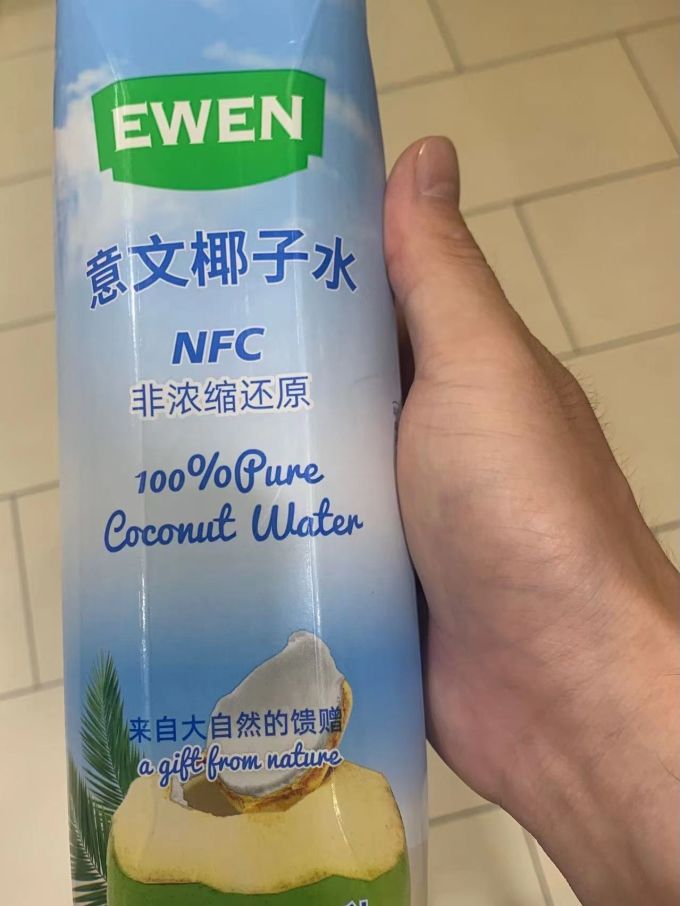 EWEN
意文椰子水
NFC
非浓缩还原
100%Pure
Coconut Water
来自大自然的馈赠
a gift from nature